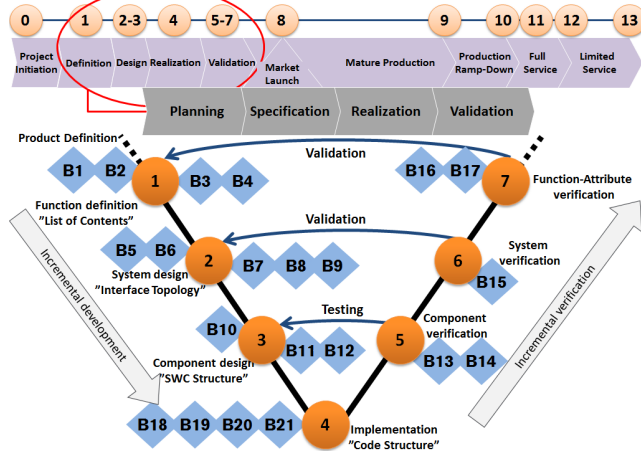 0 1 2-3 4 5-7 8 9 10 11 12 13
Project
Initiation
Definition
Design
Realization
Validation
Market
Launch
Mature Production
Production
Ramp-Down
Full
Service
Limited
Service
Planning
Specification
Realization
Validation
Product Definition
B1 B2 1 B3 B4
Validation
B16 B17 7
Function definition
"List of Contents"
Function-Attribute
verification
Validation
B5 B6 2 B7 B8 B9
6
B15
System design
"Interface Topology"
System
verification
Testing
B10 3 B11 B12
5
B13 B14
Component
verification
Component design
"SWC Structure"
B18 B19 B20 B21 4
Implementation
"Code Structure"
Incremental development
Incremental verification